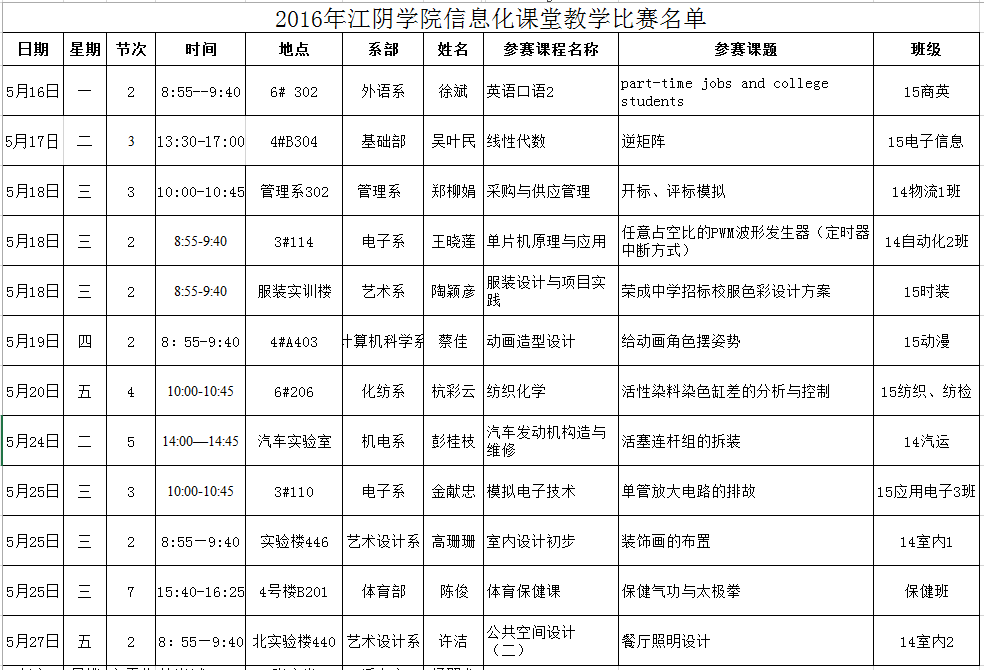 2016年江阴学院信息化课堂教学比赛名单
日期 星期 节次 时间 地点 系部 姓名 参赛课程名称 参赛课题 班级
5月16日 一 2 8:55--9:40 6# 302 外语系 徐斌 英语口语2 part-time jobs and college students 15商英
5月17日 二 3 13:30-17:00 4#B304 基础部 吴叶民 线性代数 逆矩阵 15电子信息
5月18日 三 3 10:00-10:45 管理系302 管理系 郑柳娟 采购与供应管理 开标、评标模拟 14物流1班
5月18日 三 2 8:55-9:40 3#114 电子系 王晓莲 单片机原理与应用 任意占空比的PWM波形发生器（定时器中断方式） 14自动化2班
5月18日 三 2 8:55-9:40 服装实训楼 艺术系 陶颖彦 服装设计与项目实践 荣成中学招标校服色彩设计方案 15时装
5月19日 四 2 8：55-9:40 4#A403 计算机科学系 蔡佳 动画造型设计 给动画角色摆姿势 15动漫
5月20日 五 4 10:00-10:45 6#206 化纺系 杭彩云 纺织化学 活性染料染色缸差的分析与控制 15纺织、纺检
5月24日 二 5 14:00—14:45 汽车实验室 机电系 彭桂枝 汽车发动机构造与维修 活塞连杆组的拆装 14汽运
5月25日 三 3 10:00-10:45 3#110 电子系 金献忠 模拟电子技术 单管放大电路的排故 15应用电子3班
5月25日 三 2 8:55－9:40 实验楼446 艺术设计系 高珊珊 室内设计初步 装饰画的布置 14室内1
5月25日 三 7 15:40-16:25 4号楼B201 体育部 陈俊 体育保健课 保健气功与太极拳 保健班
5月27日 五 2 8：55－9:40 北实验楼440 艺术设计系 许洁 公共空间设计（二） 餐厅照明设计 14室内2